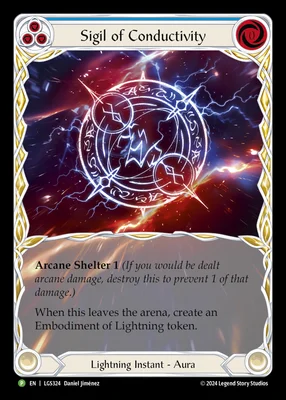 Sigil of Conductivity
Arcane Shelter 1 (If you would be dealt
arcane damage, destroy this to prevent 1 of that
damage.)
When this leaves the arena, create an
Embodiment of Lightning token.
Lightning Instant - Aura
P EN | LGS324 Daniel Jiménez © 2024 Legend Story Studios